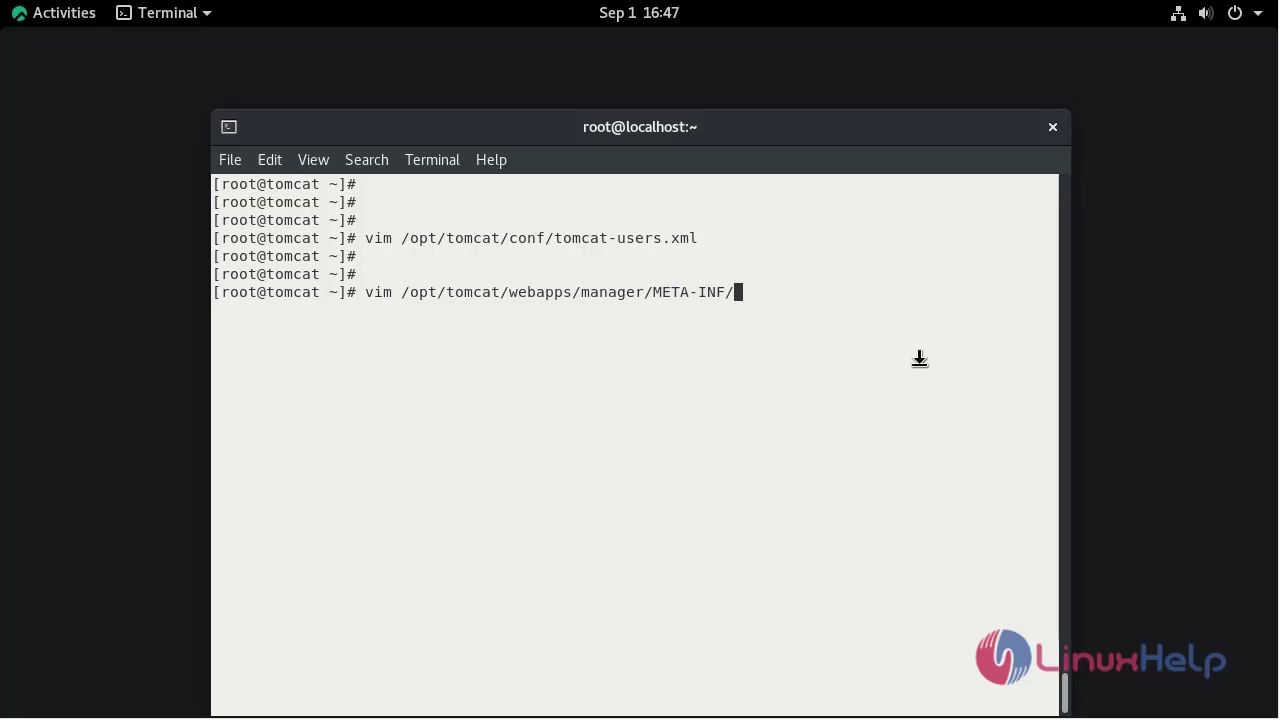 Activities Terminal Sep 1 16:47
root@localhost:~
File Edit View Search Terminal Help
[root@tomcat ~]#
[root@tomcat ~]#
[root@tomcat ~]#
[root@tomcat ~]# vim /opt/tomcat/conf/tomcat-users.xml
[root@tomcat ~]#
[root@tomcat ~]#
[root@tomcat ~]# vim /opt/tomcat/webapps/manager/META-INF/
LinuxHelp